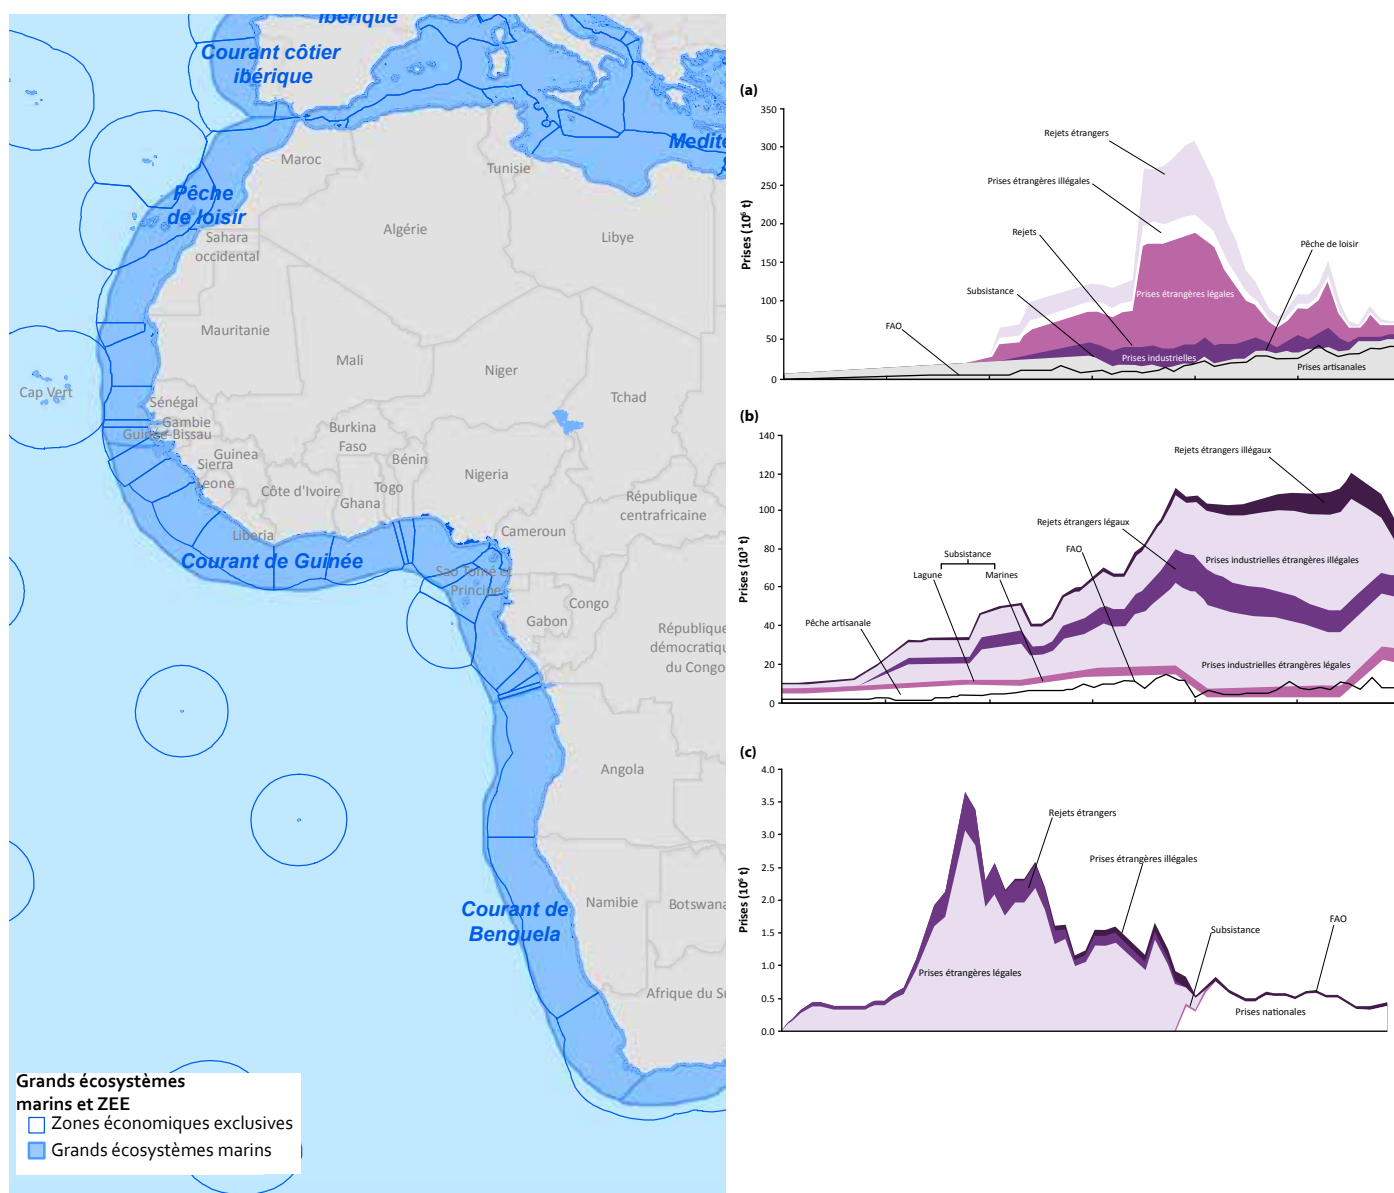 ibérique
Courant côtier
ibérique
Medite
Maroc
Tunisie
Pêche
de loisir
Algérie
Libye
Sahara
occidental
Mauritanie
Mali
Niger
Tchad
Cap Vert
Sénégal
Gambie
Guinée-Bissau
Guinea
Sierra
Leone
Burkina
Faso
Bénin
Togo
Ghana
Côte d'Ivoire
Nigeria
Liberia
République
centrafricaine
Cameroun
Courant de Guinée
Sao Tomé et
Principe
Congo
Gabon
République
démocratiqu
du Congo
Angola
Namibie
Botswana
Courant de
Benguela
Afrique du Su
Grands écosystèmes
marins et ZEE
Zones économiques exclusives
Grands écosystèmes marins
(a)
Prises (10⁶ t)
350
300
250
200
150
100
50
0
Rejets étrangers
Prises étrangères illégales
Rejets
Pêche de loisir
Subsistance
Prises étrangères légales
FAO
Prises industrielles
Prises artisanales
(b)
Prises (10³ t)
140
120
100
80
60
40
20
0
Rejets étrangers illégaux
Rejets étrangers légaux
Subsistance
FAO
Prises industrielles étrangères illégales
Lagune
Marines
Pêche artisanale
Prises industrielles étrangères légales
(c)
Prises (10⁶ t)
4.0
3.5
3.0
2.5
2.0
1.5
1.0
0.5
0.0
Rejets étrangers
Prises étrangères illégales
Subsistance
FAO
Prises étrangères légales
Prises nationales